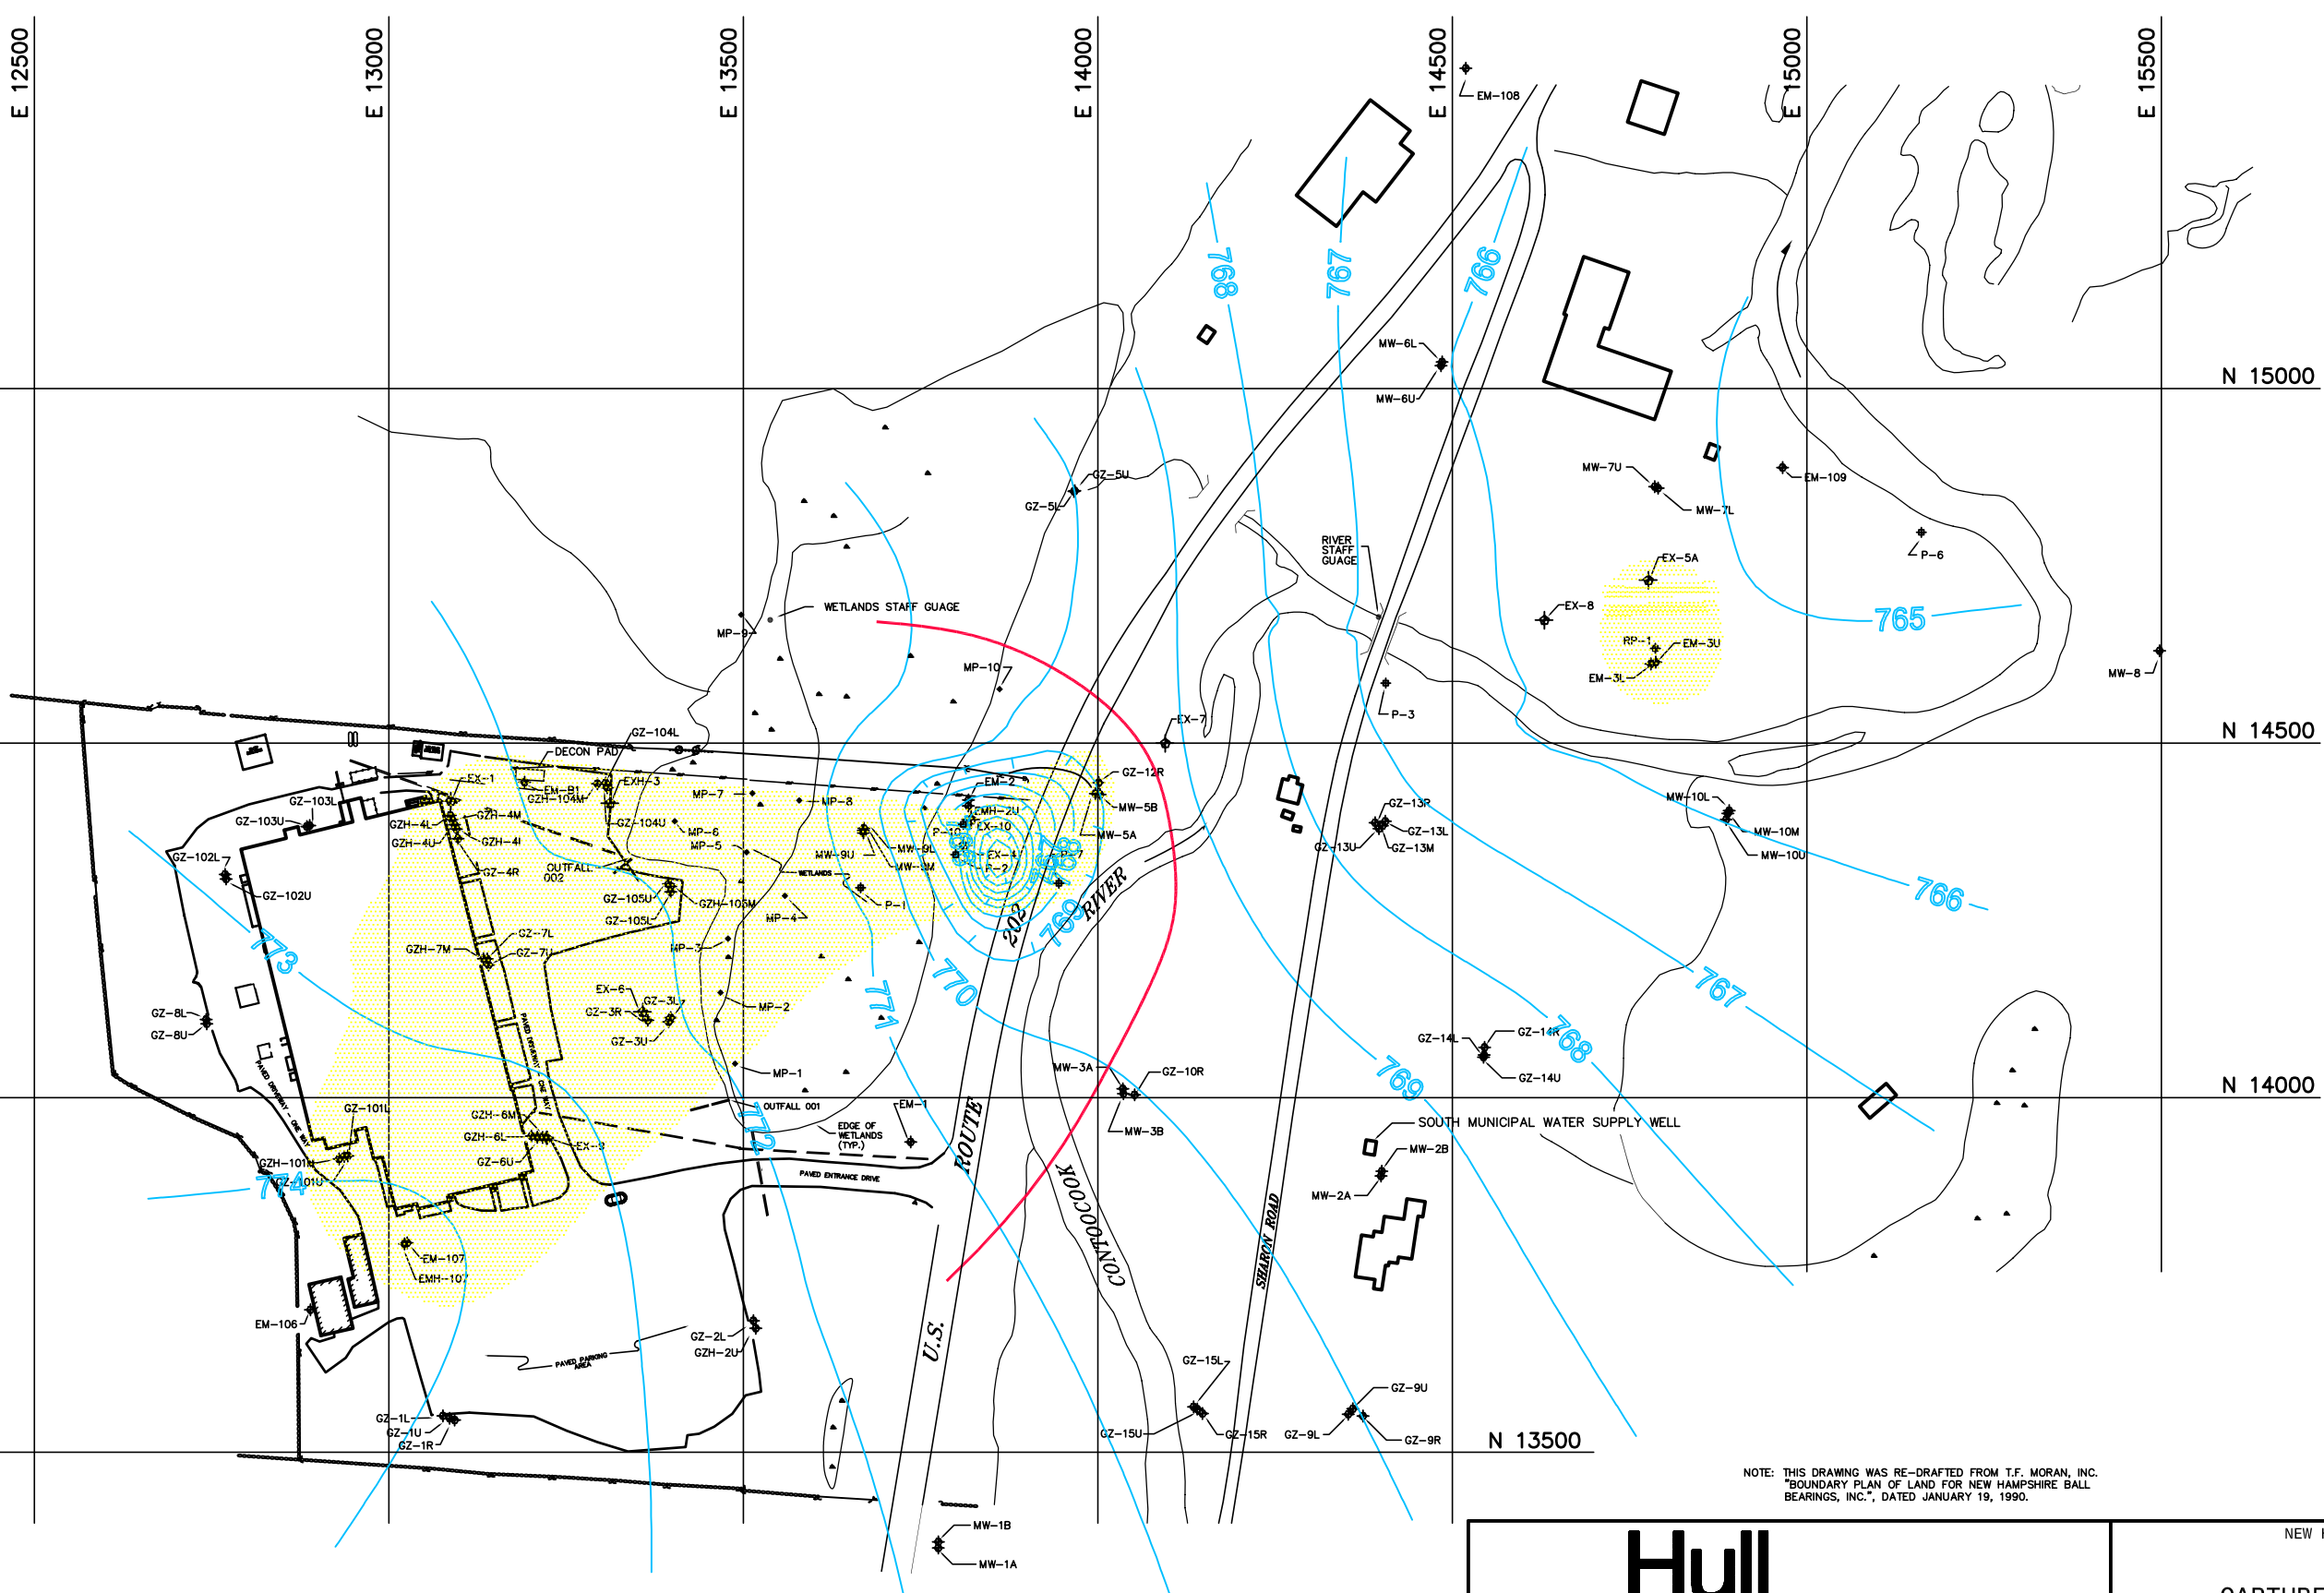 E 12500
E 13000
E 13500
E 14000
E 14500
E 15000
E 15500
EM-108
768
767
766
MW-6L
MW-6U
N 15000
GZ-5U
GZ-5L
MW-7U
MW-7L
EM-109
RIVER
STAFF
GUAGE
P-6
EX-5A
EX-8
765
WETLANDS STAFF GUAGE
MP-9
MP-10
RP-1
EM-3U
EM-3L
MW-8
P-3
EX-7
N 14500
GZ-104L
DECON PAD
EX-1
EM-B1
GZH-104M
EXH-3
GZ-104U
EM-2
GZ-12R
MP-7
MP-8
MW-5B
MW-5A
EMH-2U
EX-10
P-10
GZ-103L
GZ-103U
GZH-4L
GZH-4M
GZH-4U
GZH-4I
GZ-4R
MP-6
MP-5
MW-9U
MW-9L
MW-9M
EX-4
P-2
767
768
GZ-13R
GZ-13L
GZ-13U
GZ-13M
MW-10L
MW-10M
MW-10U
GZ-102L
GZ-102U
OUTFALL
002
WETLANDS
GZ-105U
GZH-105M
GZ-105L
P-1
MP-4
MP-3
202
769
RIVER
766
773
GZH-7M
GZ-7L
GZ-7U
770
771
767
EX-6
GZ-3L
GZ-3R
GZ-3U
MP-2
GZ-8L
GZ-8U
PAVED DRIVEWAY - ONE WAY
PAVED DRIVEWAY - ONE WAY
GZ-14L
GZ-14R
GZ-14U
768
MP-1
MW-3A
GZ-10R
MW-3B
769
N 14000
GZ-101L
GZH-6M
GZH-6L
GZ-6U
OUTFALL 001
772
EDGE OF
WETLANDS
(TYP.)
EM-1
ROUTE
SOUTH MUNICIPAL WATER SUPPLY WELL
MW-2B
MW-2A
GZH-101M
GZ-101U
774
PAVED ENTRANCE DRIVE
CONTOOCOOK
SHARON ROAD
EM-107
EMH-107
EM-106
GZ-2L
GZH-2U
PAVED PARKING
AREA
U.S.
GZ-15L
GZ-15U
GZ-15R
GZ-9U
GZ-9L
GZ-9R
GZ-1L
GZ-1U
GZ-1R
N 13500
NOTE: THIS DRAWING WAS RE-DRAFTED FROM T.F. MORAN, INC.
"BOUNDARY PLAN OF LAND FOR NEW HAMPSHIRE BALL
BEARINGS, INC.", DATED JANUARY 19, 1990.
MW-1B
MW-1A
Hull
NEW